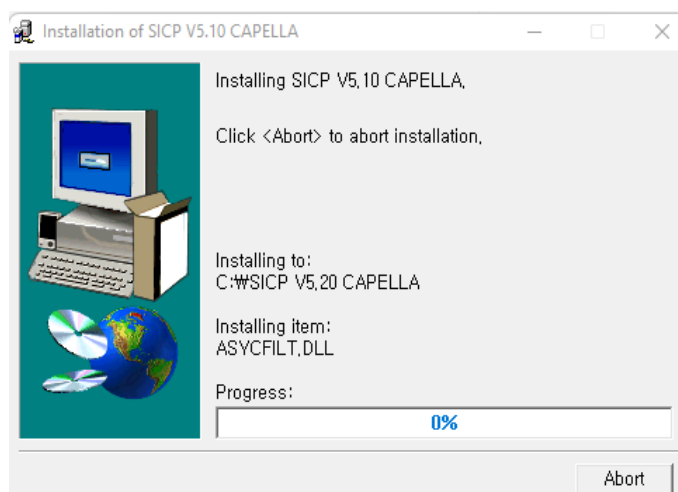 Installation of SICP V5.10 CAPELLA
Installing SICP V5,10 CAPELLA,
Click <Abort> to abort installation,
Installing to:
C:₩SICP V5,20 CAPELLA
Installing item:
ASYCFILT,DLL
Progress:
0%
Abort